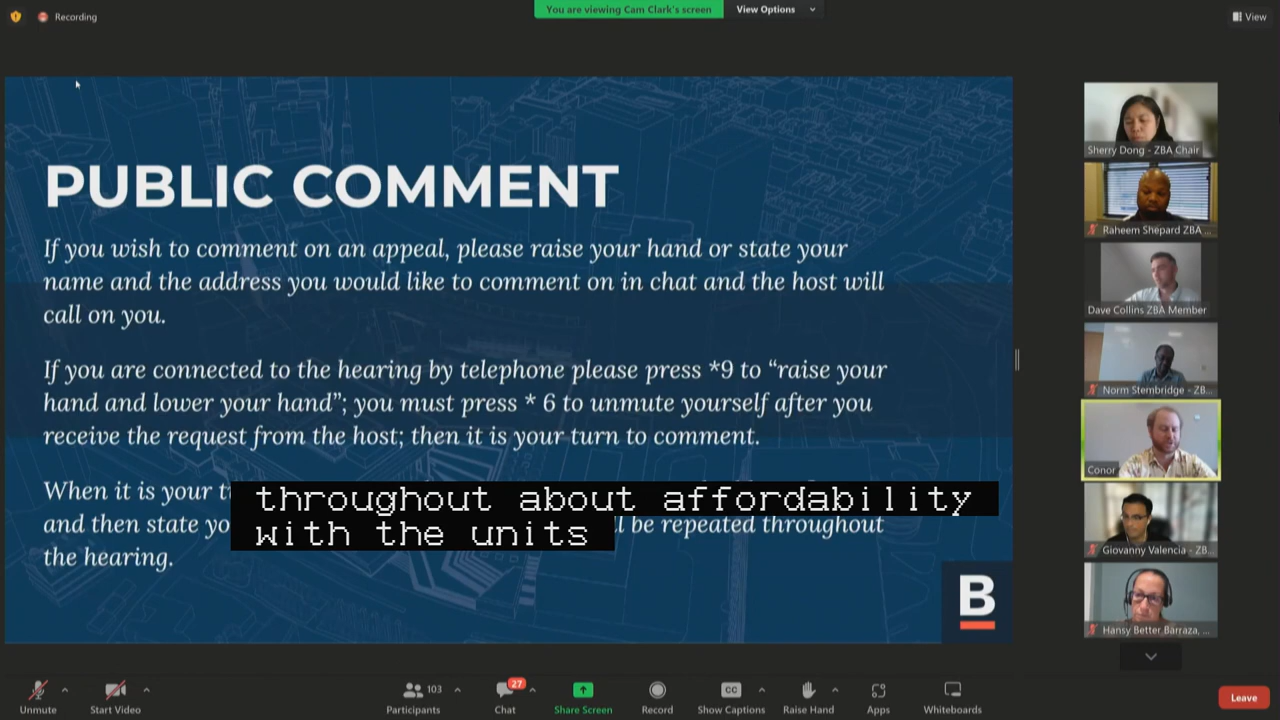 Recording
You are viewing Cam Clark's screen
View Options
View
PUBLIC COMMENT
If you wish to comment on an appeal, please raise your hand or state your
name and the address you would like to comment on in chat and the host will
call on you.
If you are connected to the hearing by telephone please press *9 to “raise your
hand and lower your hand”; you must press * 6 to unmute yourself after you
receive the request from the host; then it is your turn to comment.
When it is your
and then state be repeated throughout
the hearing.
throughout about affordability
with the units
B
Sherry Dong - ZBA Chair
Raheem Shepard ZBA ...
Dave Collins ZBA Member
Norm Stembridge - ZB...
Conor
Giovanny Valencia - ZB...
Hansy Better Barraza, ...
Unmute
Start Video
103
Participants
27
Chat
Share Screen
Record
CC
Show Captions
Raise Hand
Apps
Whiteboards
Leave